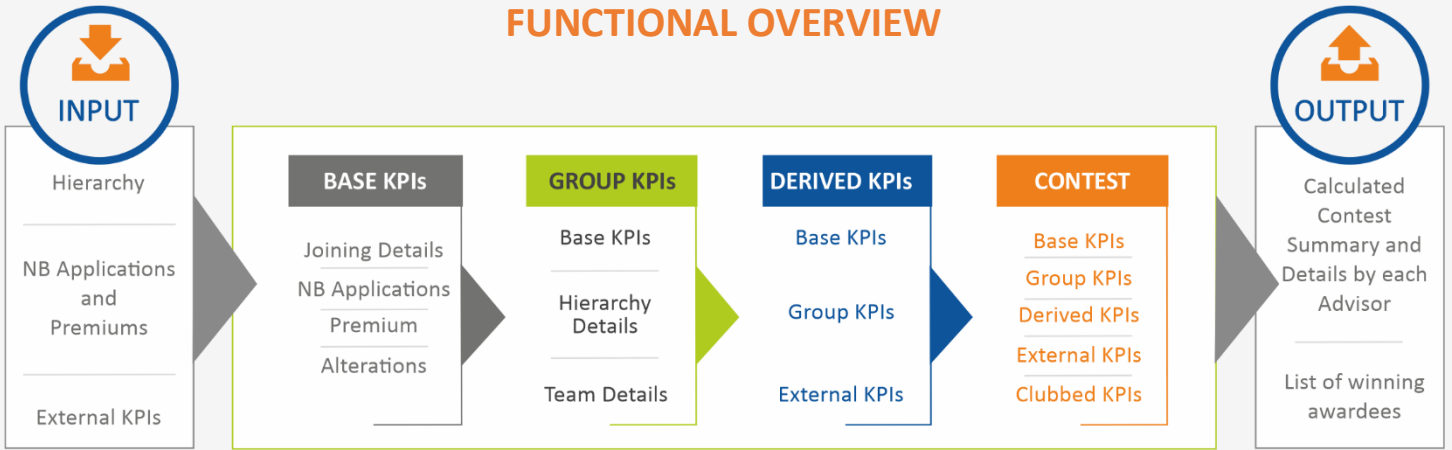 FUNCTIONAL OVERVIEW
INPUT
Hierarchy
NB Applications
and
Premiums
External KPIs
BASE KPIs
Joining Details
NB Applications
Premium
Alterations
GROUP KPIs
Base KPIs
Hierarchy
Details
Team Details
DERIVED KPIs
Base KPIs
Group KPIs
External KPIs
CONTEST
Base KPIs
Group KPIs
Derived KPIs
External KPIs
Clubbed KPIs
OUTPUT
Calculated
Contest
Summary and
Details by each
Advisor
List of winning
awardees